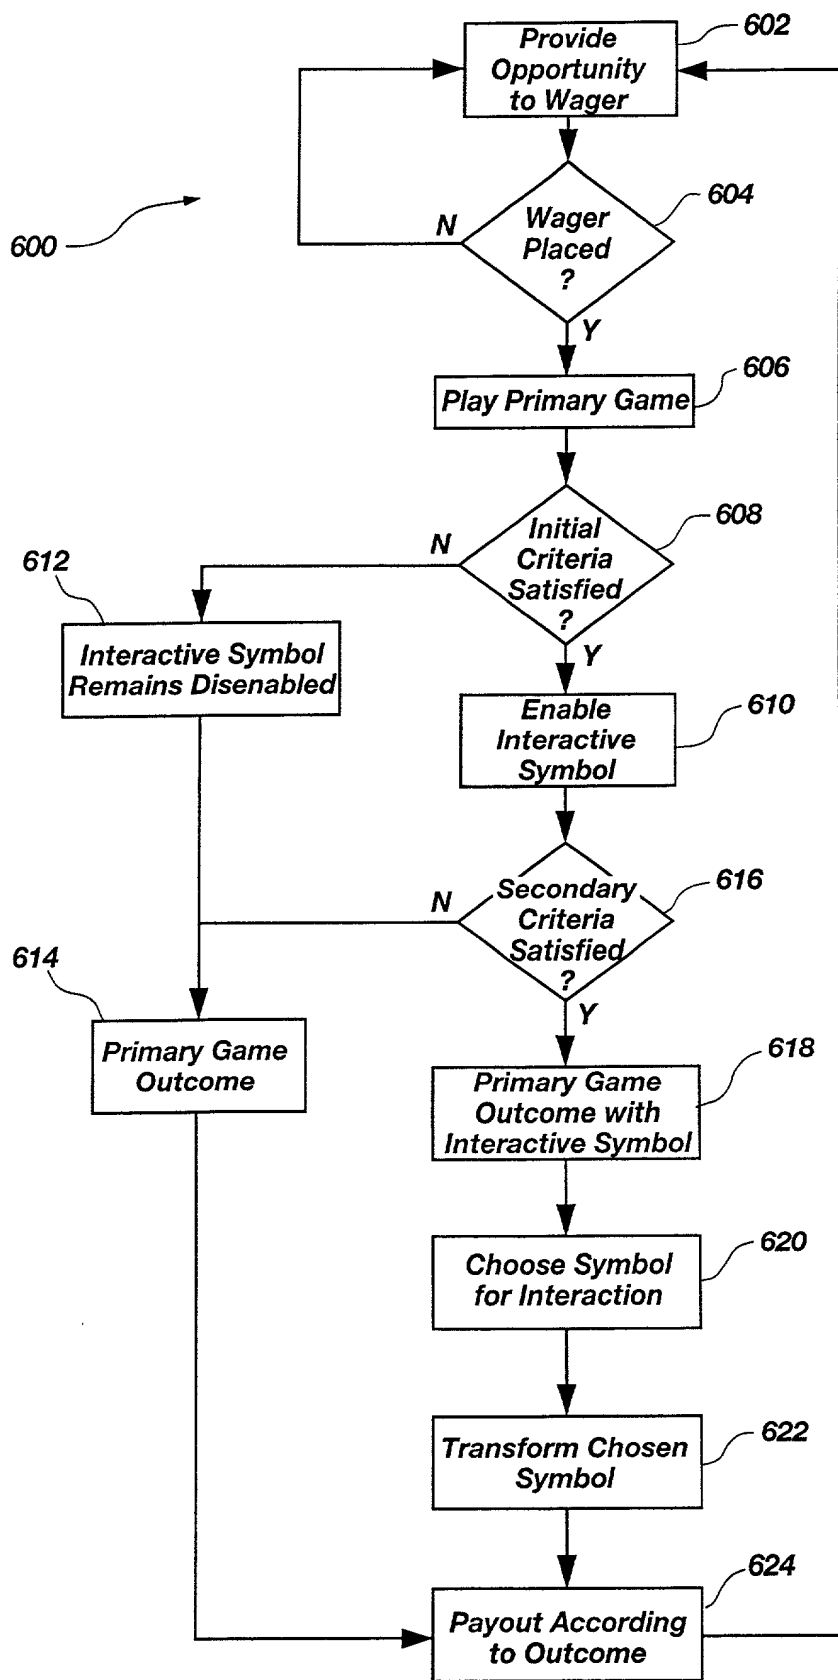 602
Provide
Opportunity
to Wager
600
604
N
Wager
Placed
?
Y
606
Play Primary Game
608
N
Initial
Criteria
Satisfied
?
Y
612
Interactive Symbol
Remains Disenabled
610
Enable
Interactive
Symbol
616
N
Secondary
Criteria
Satisfied
?
Y
614
Primary Game
Outcome
618
Primary Game
Outcome with
Interactive Symbol
620
Choose Symbol
for Interaction
622
Transform Chosen
Symbol
624
Payout According
to Outcome